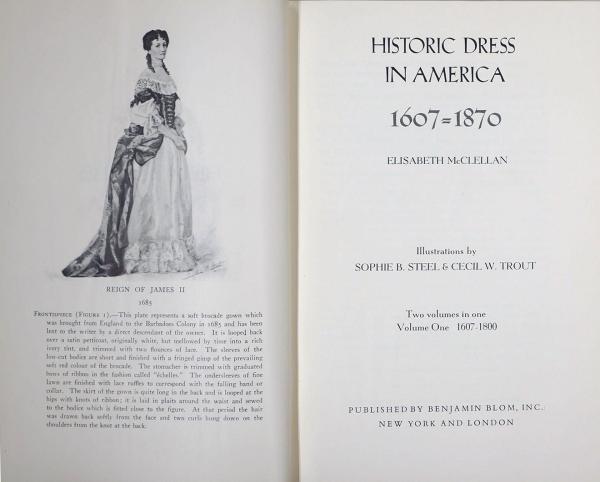 REIGN OF JAMES II
1685
FRONTISPIECE (FIGURE 1).—This plate represents a soft brocade gown which
was brought from England to the Barbadoes Colony in 1685 and has been
lent to the writer by a direct descendant of the owner. It is looped back
over a satin petticoat, originally white, but mellowed by time into a rich
ivory tint, and trimmed with two flounces of lace. The sleeves of the
low-cut bodice are short and finished with a fringed gimp of the prevailing
soft red colour of the brocade. The stomacher is trimmed with graduated
bows of ribbon in the fashion called "échelles." The undersleeves of fine
lawn are finished with lace ruffles to correspond with the falling band or
collar. The skirt of the gown is quite long in the back and is looped at the
hips with knots of ribbon; it is laid in plaits around the waist and sewed
to the bodice which is fitted close to the figure. At that period the hair
was drawn back softly from the face and two curls hung down on the
shoulders from the knot at the back.
HISTORIC DRESS
IN AMERICA
1607=1870
ELISABETH McCLELLAN
Illustrations by
SOPHIE B. STEEL & CECIL W. TROUT
Two volumes in one
Volume One 1607-1800
PUBLISHED BY BENJAMIN BLOM, INC.
NEW YORK AND LONDON